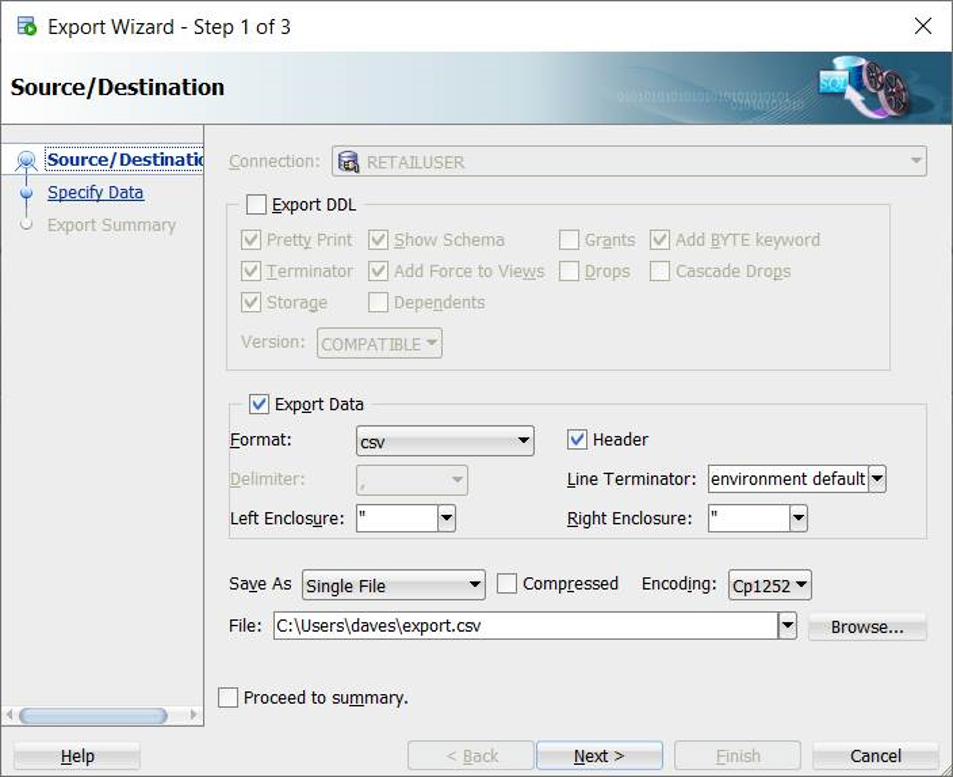 Export Wizard - Step 1 of 3
Source/Destination
SQL
Source/Destinatio
Specify Data
Export Summary
Connection: RETAILUSER
Export DDL
Pretty Print Show Schema Grants Add BYTE keyword
Terminator Add Force to Views Drops Cascade Drops
Storage Dependents
Version: COMPATIBLE
Export Data
Format: csv Header
Delimiter: , Line Terminator: environment default
Left Enclosure: " Right Enclosure: "
Save As Single File Compressed Encoding: Cp1252
File: C:\Users\daves\export.csv Browse...
Proceed to summary.
Help < Back Next > Finish Cancel